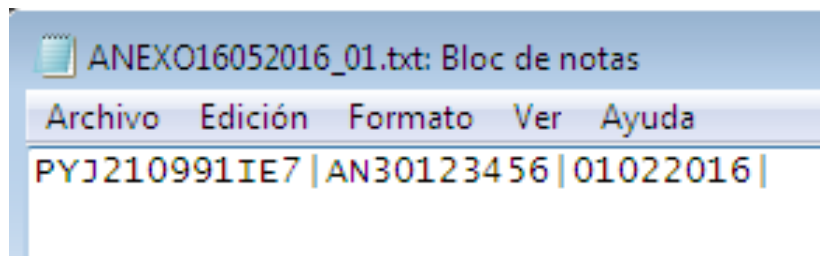 ANEXO16052016_01.txt: Bloc de notas
Archivo Edición Formato Ver Ayuda
PYJ210991IE7|AN30123456|01022016|